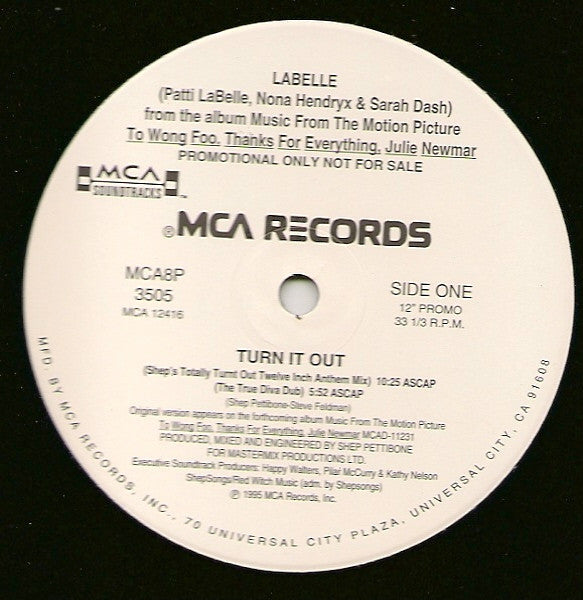 LABELLE
(Patti LaBelle, Nona Hendryx & Sarah Dash)
from the album Music From The Motion Picture
To Wong Foo, Thanks For Everything, Julie Newmar
PROMOTIONAL ONLY NOT FOR SALE
MCA
SOUNDTRACKS ™
® MCA RECORDS
MCA8P
3505
MCA 12416
SIDE ONE
12" PROMO
33 1/3 R.P.M.
TURN IT OUT
(Shep's Totally Turnt Out Twelve Inch Anthem Mix) 10:25 ASCAP
(The True Diva Dub) 5:52 ASCAP
(Shep Pettibone-Steve Feldman)
Original version appears on the forthcoming album Music From The Motion Picture
To Wong Foo, Thanks For Everything, Julie Newmar MCAD-11231
PRODUCED, MIXED AND ENGINEERED BY SHEP PETTIBONE
FOR MASTERMIX PRODUCTIONS LTD.
Executive Soundtrack Producers: Happy Walters, Pilar McCurry & Kathy Nelson
ShepSongs/Red Witch Music (adm. by Shepsongs)
℗ 1995 MCA Records, Inc.
MFD. BY MCA RECORDS, INC., 70 UNIVERSAL CITY PLAZA, UNIVERSAL CITY, CA 91608